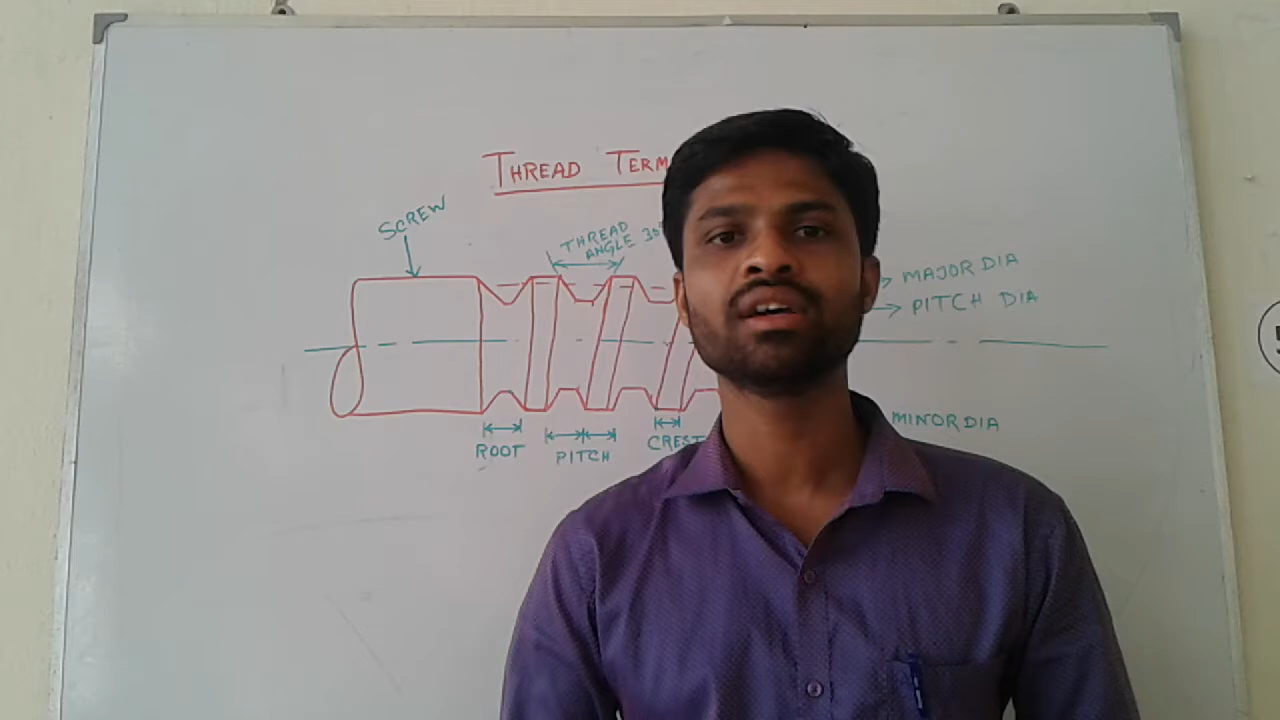 THREAD TERM
SCREW
THREAD
ANGLE 30°
MAJOR DIA
PITCH DIA
MINOR DIA
ROOT
PITCH
CREST